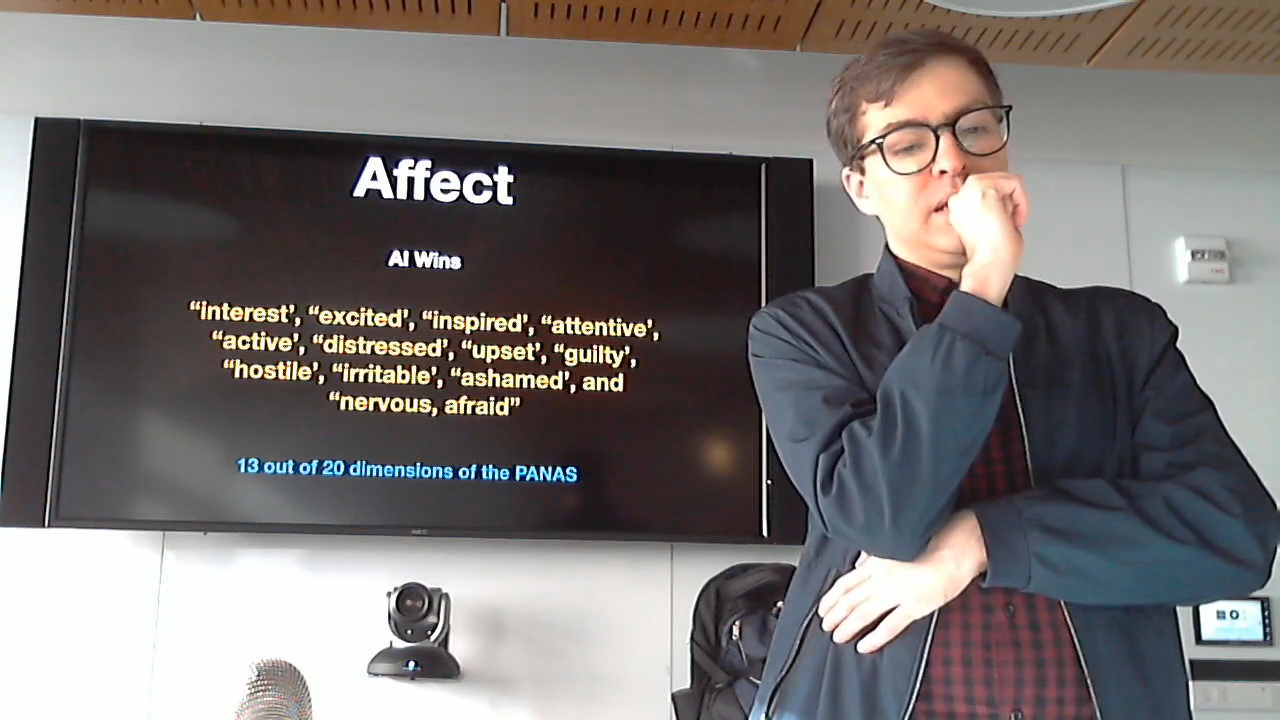 Affect
AI Wins
“interest’, “excited’, “inspired’, “attentive’,
“active’, “distressed’, “upset’, “guilty’,
“hostile’, “irritable’, “ashamed’, and
“nervous, afraid”
13 out of 20 dimensions of the PANAS
NEC